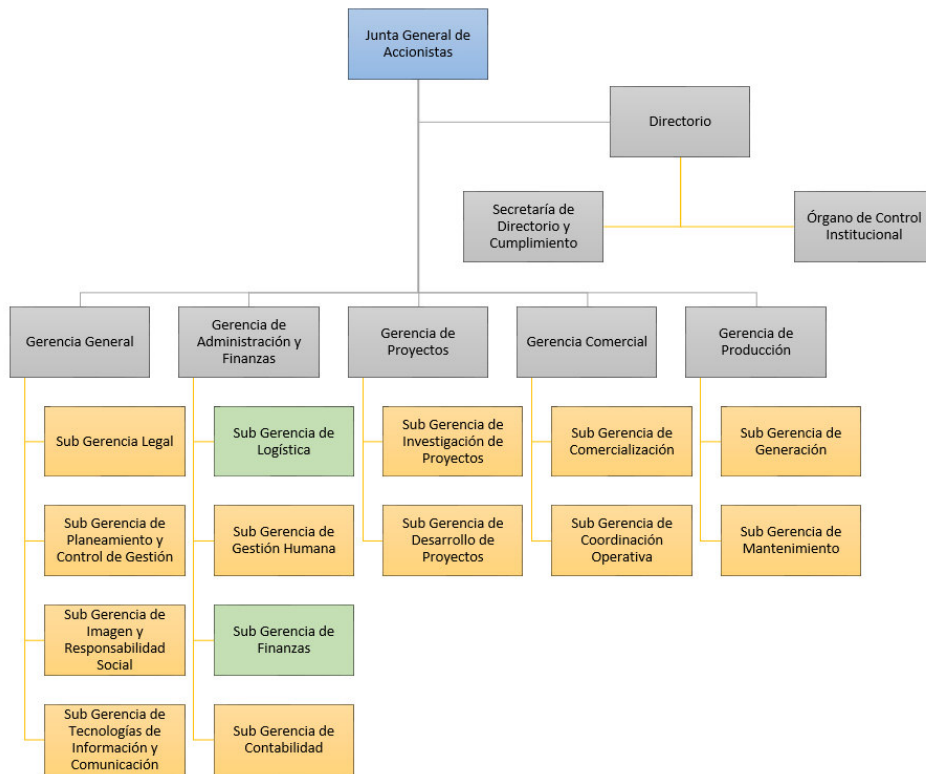 Junta General de
Accionistas
Directorio
Secretaría de
Directorio y
Cumplimiento
Órgano de Control
Institucional
Gerencia General
Gerencia de
Administración y
Finanzas
Gerencia de
Proyectos
Gerencia Comercial
Gerencia de
Producción
Sub Gerencia Legal
Sub Gerencia de
Logística
Sub Gerencia de
Investigación de
Proyectos
Sub Gerencia de
Comercialización
Sub Gerencia de
Generación
Sub Gerencia de
Planeamiento y
Control de Gestión
Sub Gerencia de
Gestión Humana
Sub Gerencia de
Desarrollo de
Proyectos
Sub Gerencia de
Coordinación
Operativa
Sub Gerencia de
Mantenimiento
Sub Gerencia de
Imagen y
Responsabilidad
Social
Sub Gerencia de
Finanzas
Sub Gerencia de
Tecnologías de
Información y
Comunicación
Sub Gerencia de
Contabilidad